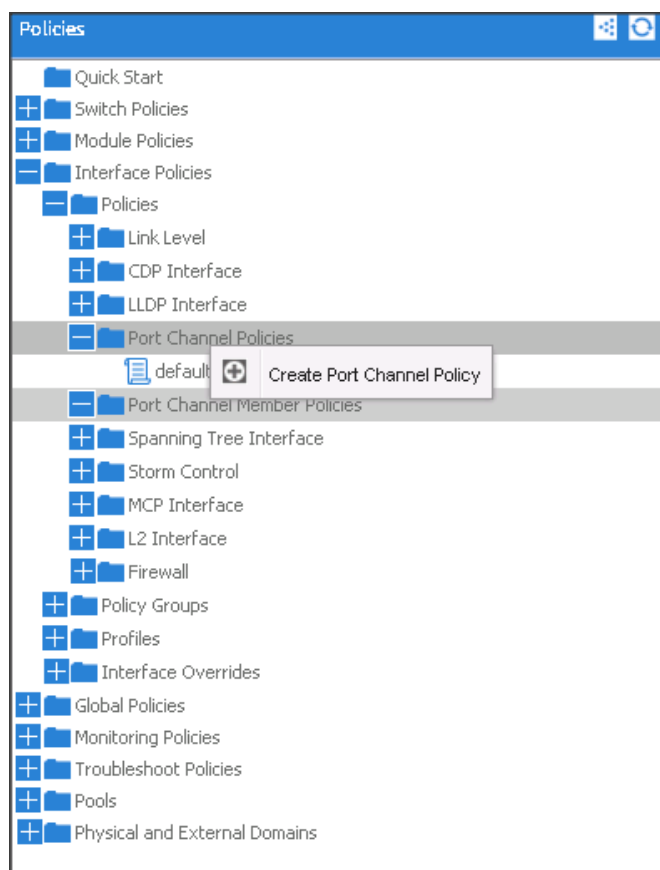 Policies
Quick Start
Switch Policies
Module Policies
Interface Policies
Policies
Link Level
CDP Interface
LLDP Interface
Port Channel Policies
default
Create Port Channel Policy
Port Channel Member Policies
Spanning Tree Interface
Storm Control
MCP Interface
L2 Interface
Firewall
Policy Groups
Profiles
Interface Overrides
Global Policies
Monitoring Policies
Troubleshoot Policies
Pools
Physical and External Domains